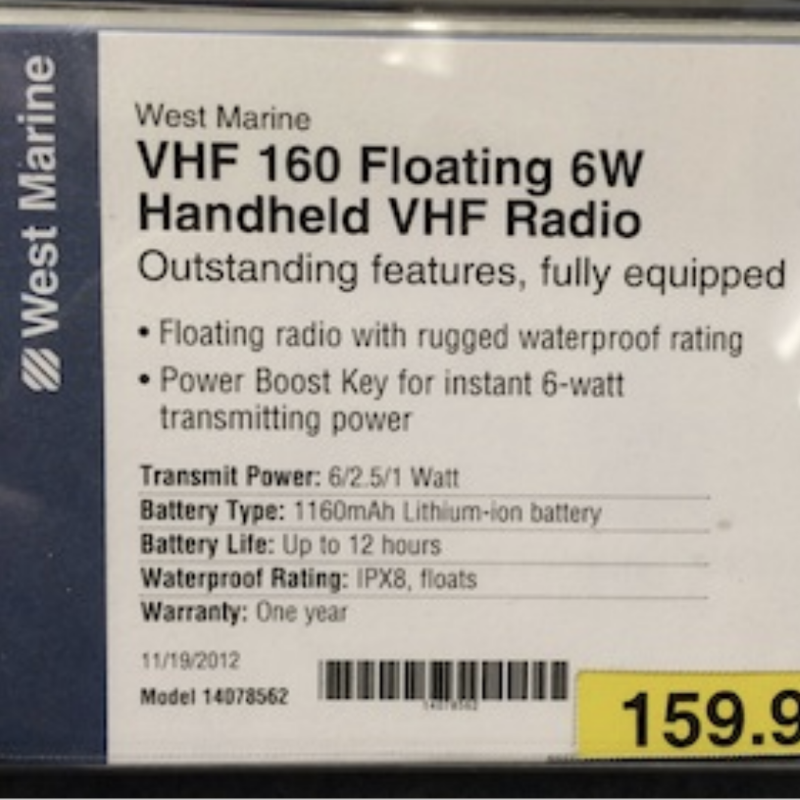 West Marine
West Marine
VHF 160 Floating 6W
Handheld VHF Radio
Outstanding features, fully equipped
• Floating radio with rugged waterproof rating
• Power Boost Key for instant 6-watt
transmitting power
Transmit Power: 6/2.5/1 Watt
Battery Type: 1160mAh Lithium-ion battery
Battery Life: Up to 12 hours
Waterproof Rating: IPX8, floats
Warranty: One year
11/19/2012
Model 14078562
14078562
159.9